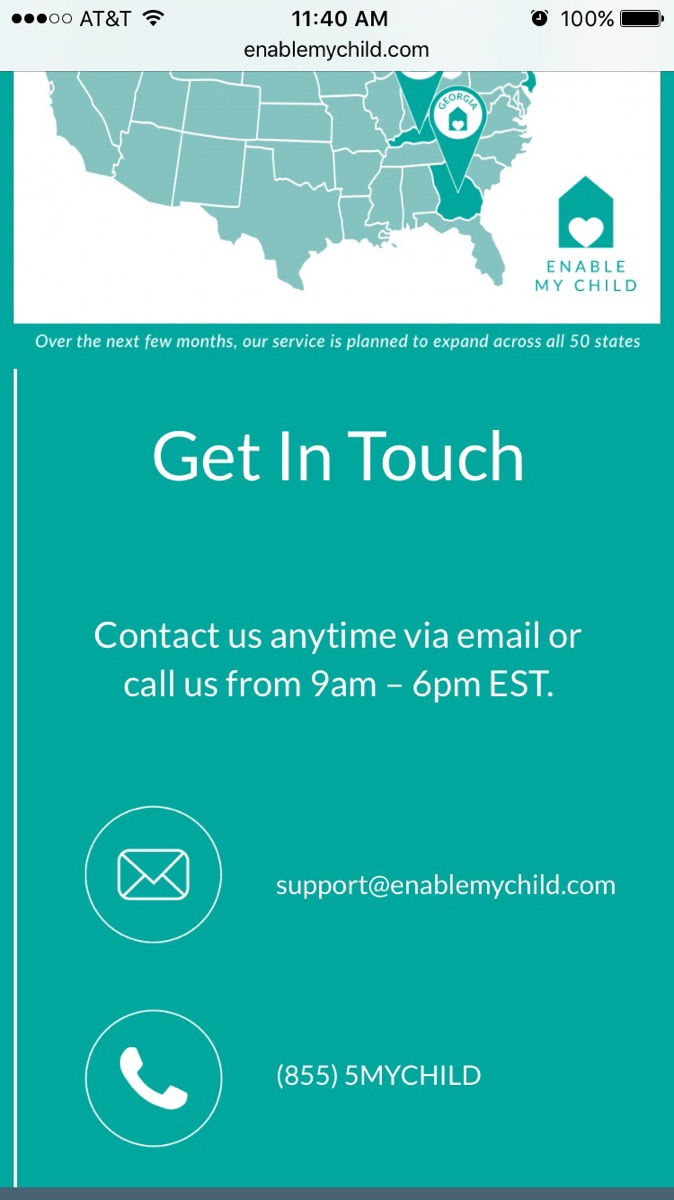 AT&T 11:40 AM 100%
enablemychild.com
GEORGIA
ENABLE
MY CHILD
Over the next few months, our service is planned to expand across all 50 states
Get In Touch
Contact us anytime via email or
call us from 9am – 6pm EST.
support@enablemychild.com
(855) 5MYCHILD